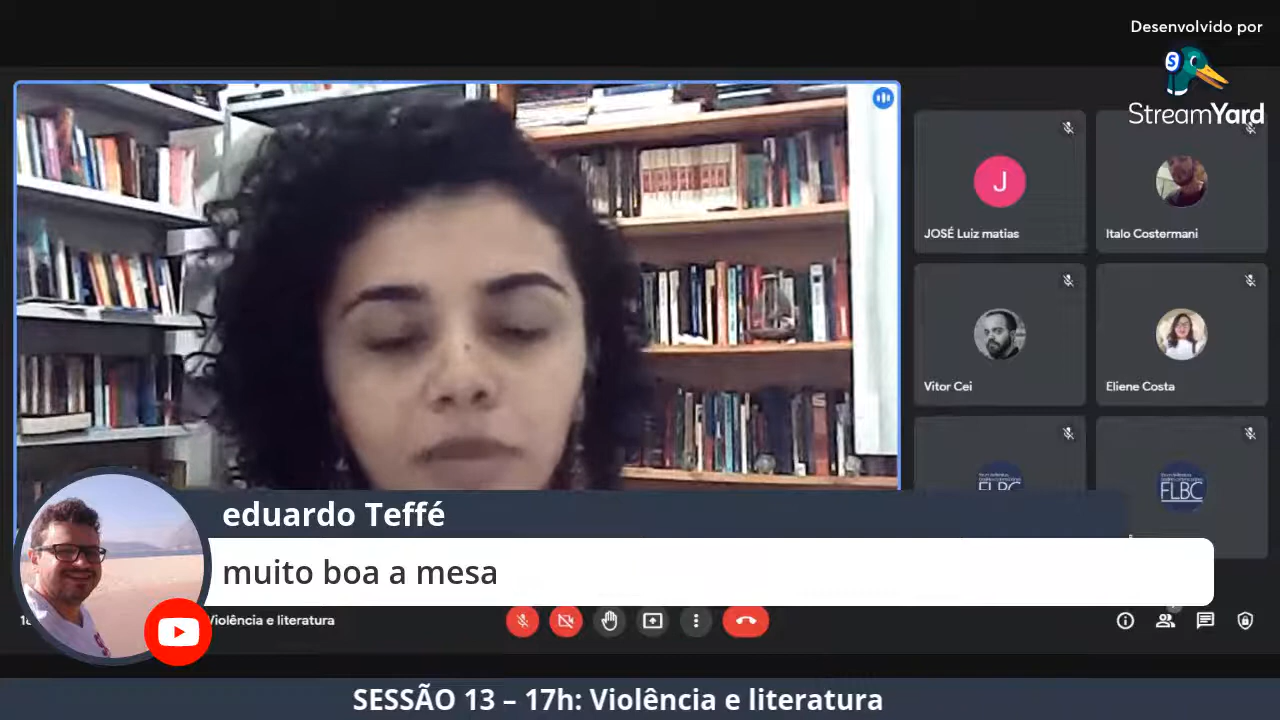 Desenvolvido por
StreamYard
J
JOSÉ Luiz matias
Italo Costermani
Vitor Cei
Eliene Costa
FLBC
FLBC
eduardo Teffé
muito boa a mesa
Violência e literatura
SESSÃO 13 – 17h: Violência e literatura